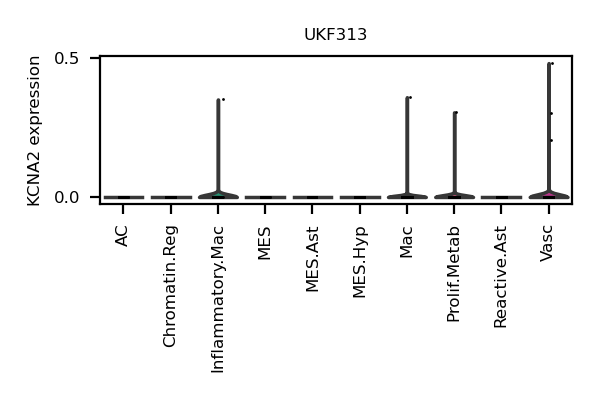 UKF313
KCNA2 expression
0.5
0.0
AC
Chromatin.Reg
Inflammatory.Mac
MES
MES.Ast
MES.Hyp
Mac
Prolif.Metab
Reactive.Ast
Vasc